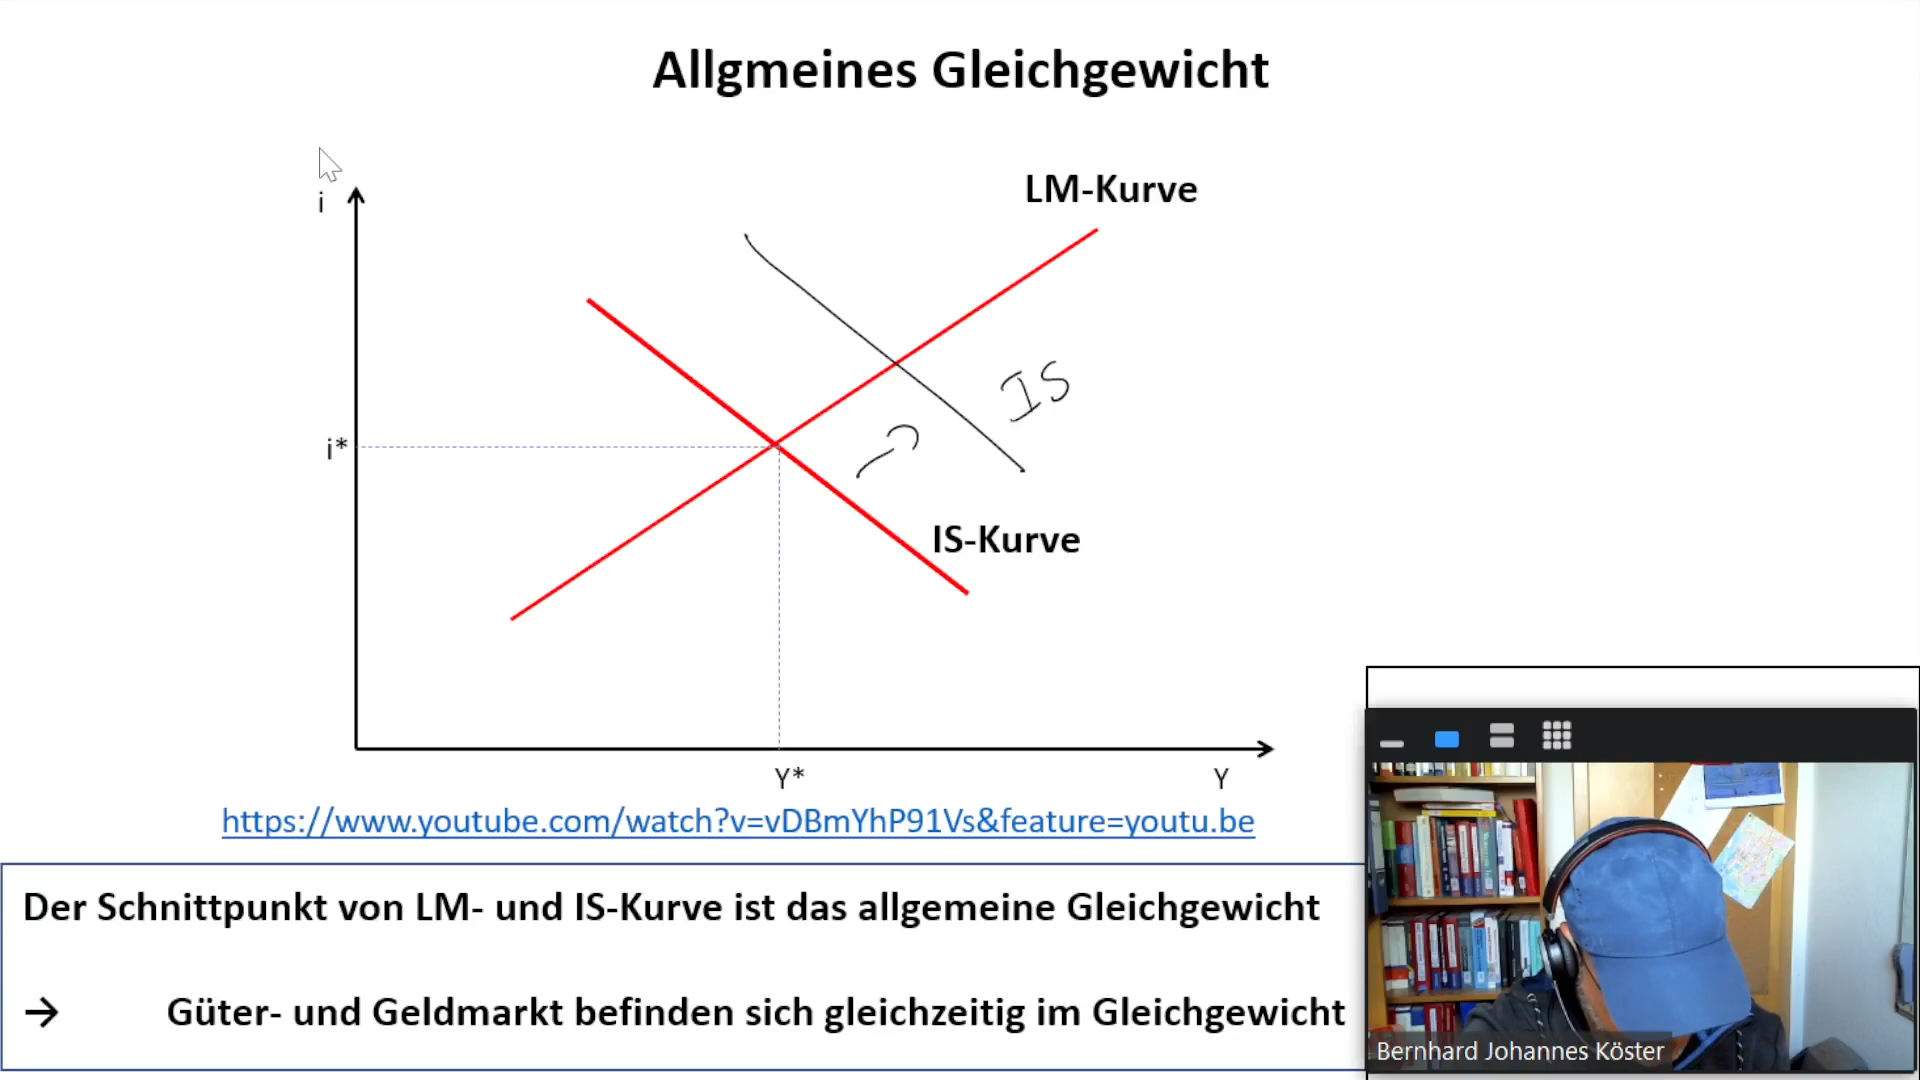 Allgmeines Gleichgewicht
LM-Kurve
i
IS
i*
IS-Kurve
Y*
Y
https://www.youtube.com/watch?v=vDBmYhP91Vs&feature=youtu.be
Der Schnittpunkt von LM- und IS-Kurve ist das allgemeine Gleichgewicht
→ Güter- und Geldmarkt befinden sich gleichzeitig im Gleichgewicht
Bernhard Johannes Köster